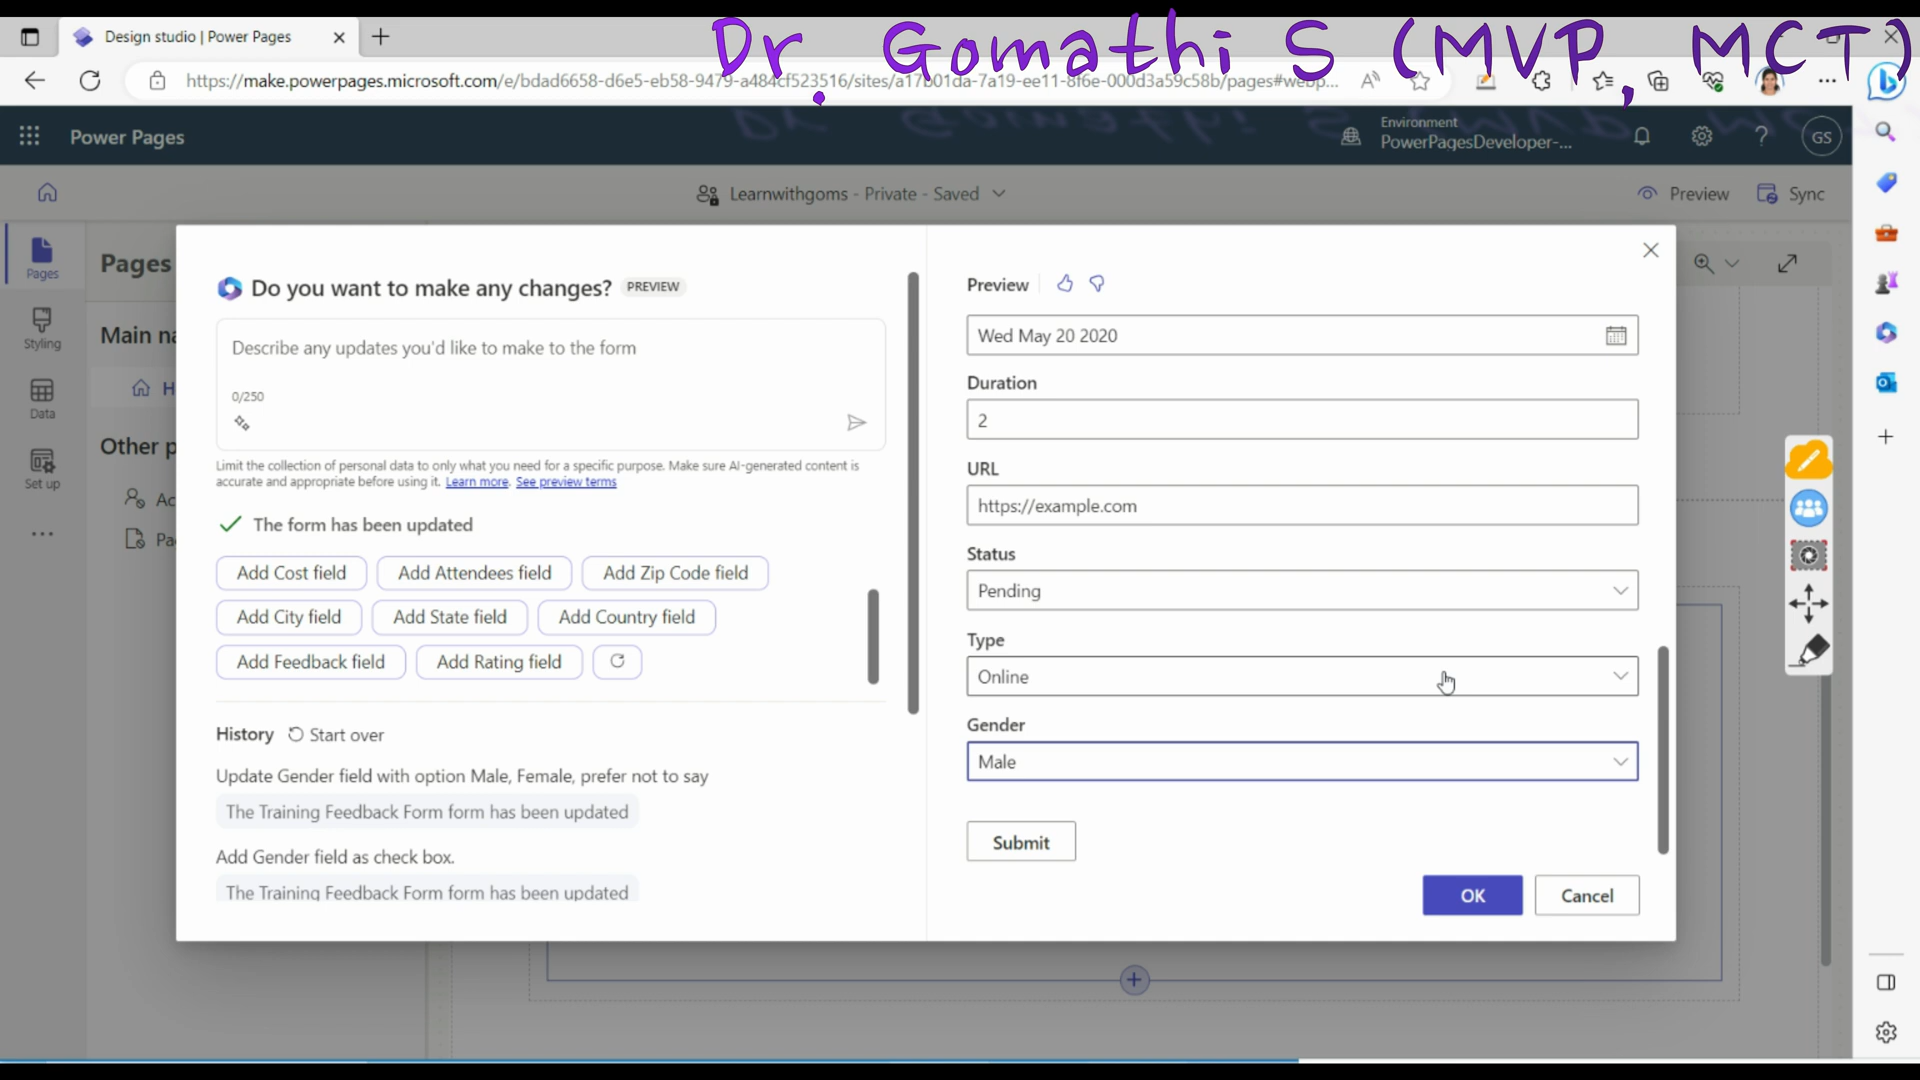 Dr. Gomathi S (MVP, MCT)
Design studio | Power Pages
https://make.powerpages.microsoft.com/e/bdad6658-d6e5-eb58-9479-a484cf523516/sites/a17b01da-7a19-ee11-8f6e-000d3a59c58b/pages#webp...
Power Pages
Environment
PowerPagesDeveloper-...
GS
Learnwithgoms - Private - Saved
Preview
Sync
Pages
Styling
Data
Set up
Pages
Main na
H
Other p
Ac
Pa
Do you want to make any changes?
PREVIEW
Describe any updates you'd like to make to the form
0/250
Limit the collection of personal data to only what you need for a specific purpose. Make sure AI-generated content is
accurate and appropriate before using it. Learn more. See preview terms
The form has been updated
Add Cost field
Add Attendees field
Add Zip Code field
Add City field
Add State field
Add Country field
Add Feedback field
Add Rating field
History
Start over
Update Gender field with option Male, Female, prefer not to say
The Training Feedback Form form has been updated
Add Gender field as check box.
The Training Feedback Form form has been updated
Preview
Wed May 20 2020
Duration
2
URL
https://example.com
Status
Pending
Type
Online
Gender
Male
Submit
OK
Cancel